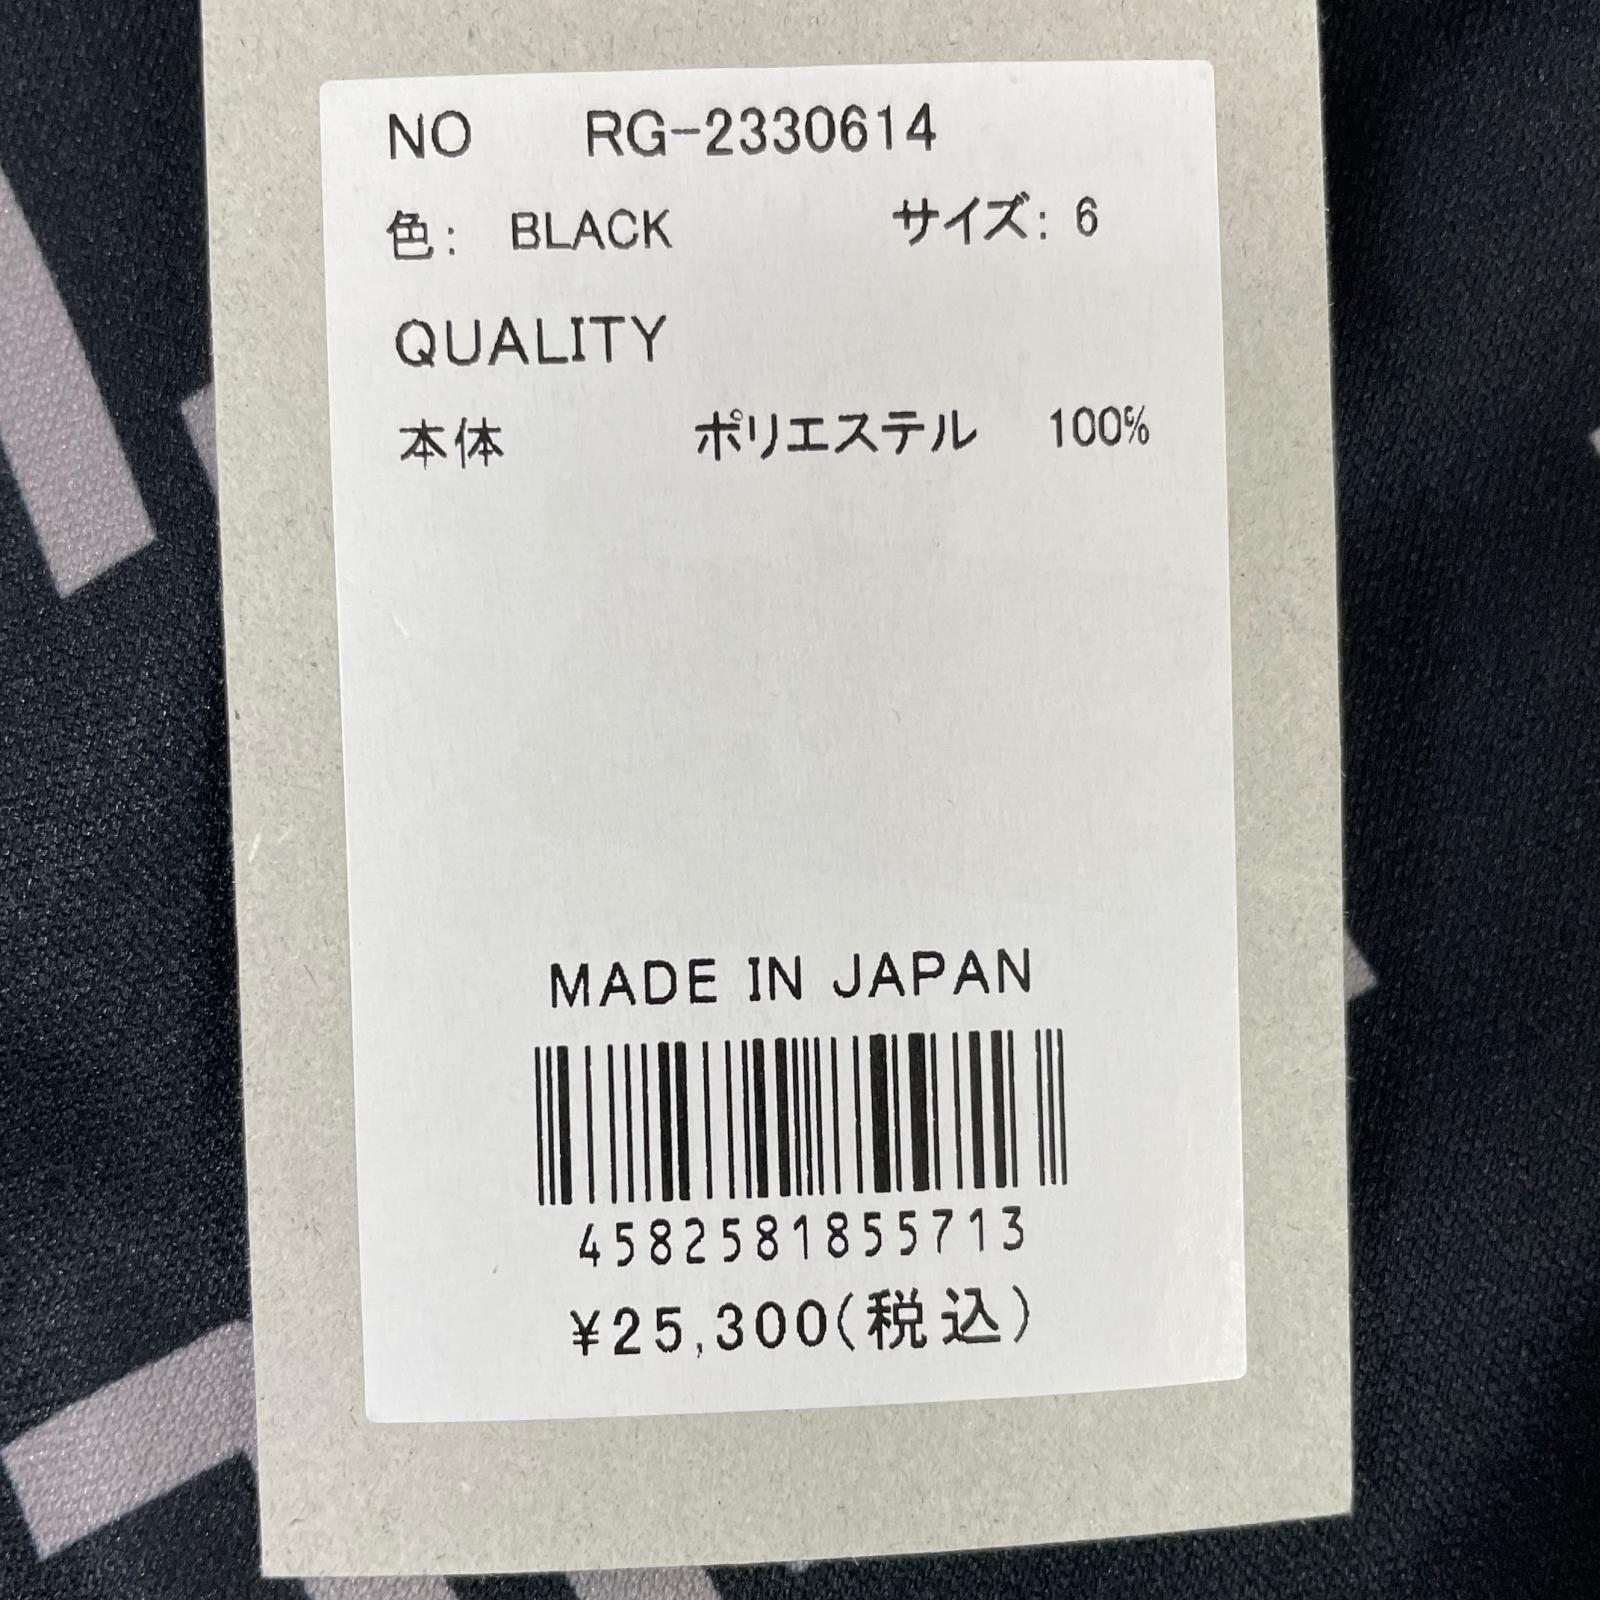 NO RG-2330614
色: BLACK サイズ: 6
QUALITY
本体 ポリエステル 100%
MADE IN JAPAN
4582581855713
¥25,300(税込)